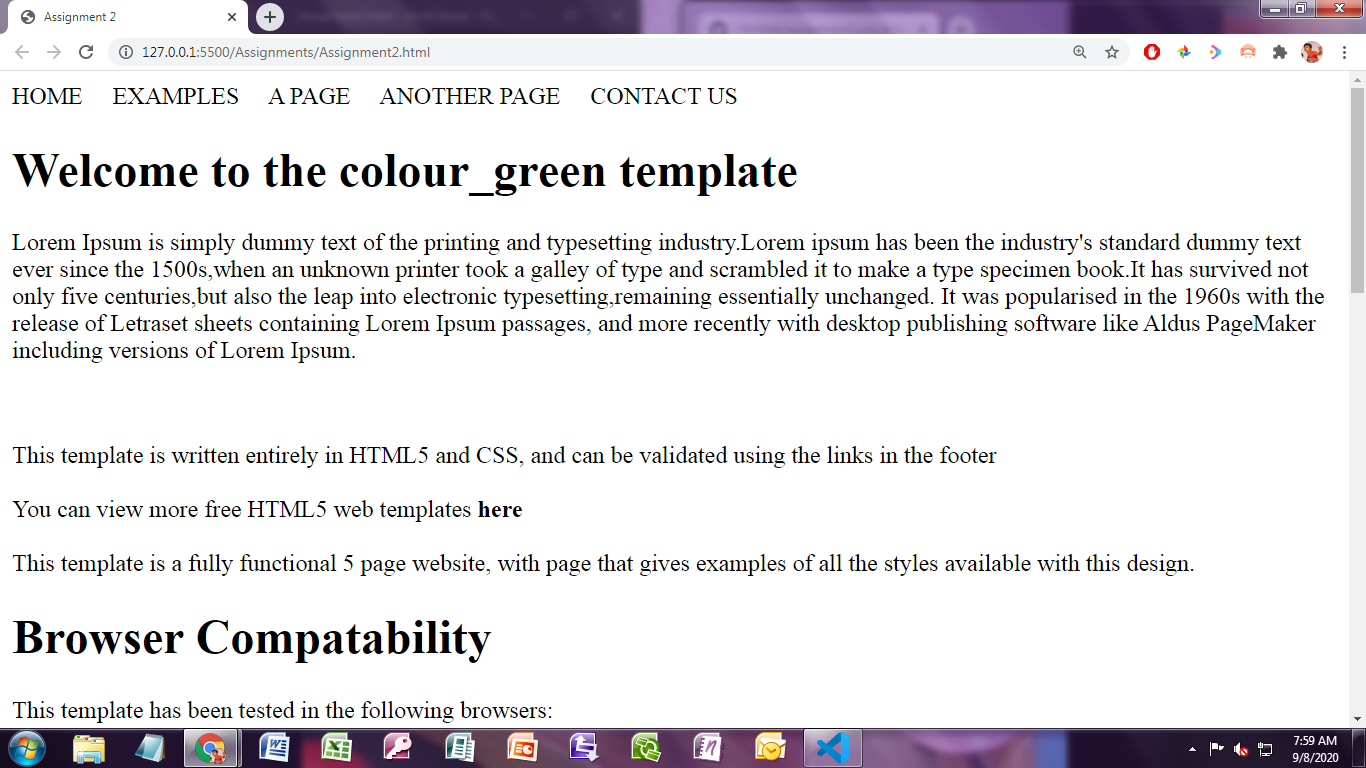 Assignment 2
127.0.0.1:5500/Assignments/Assignment2.html
HOME EXAMPLES A PAGE ANOTHER PAGE CONTACT US
Welcome to the colour_green template
Lorem Ipsum is simply dummy text of the printing and typesetting industry.Lorem ipsum has been the industry's standard dummy text
ever since the 1500s,when an unknown printer took a galley of type and scrambled it to make a type specimen book.It has survived not
only five centuries,but also the leap into electronic typesetting,remaining essentially unchanged. It was popularised in the 1960s with the
release of Letraset sheets containing Lorem Ipsum passages, and more recently with desktop publishing software like Aldus PageMaker
including versions of Lorem Ipsum.
This template is written entirely in HTML5 and CSS, and can be validated using the links in the footer
You can view more free HTML5 web templates here
This template is a fully functional 5 page website, with page that gives examples of all the styles available with this design.
Browser Compatability
This template has been tested in the following browsers:
7:59 AM
9/8/2020